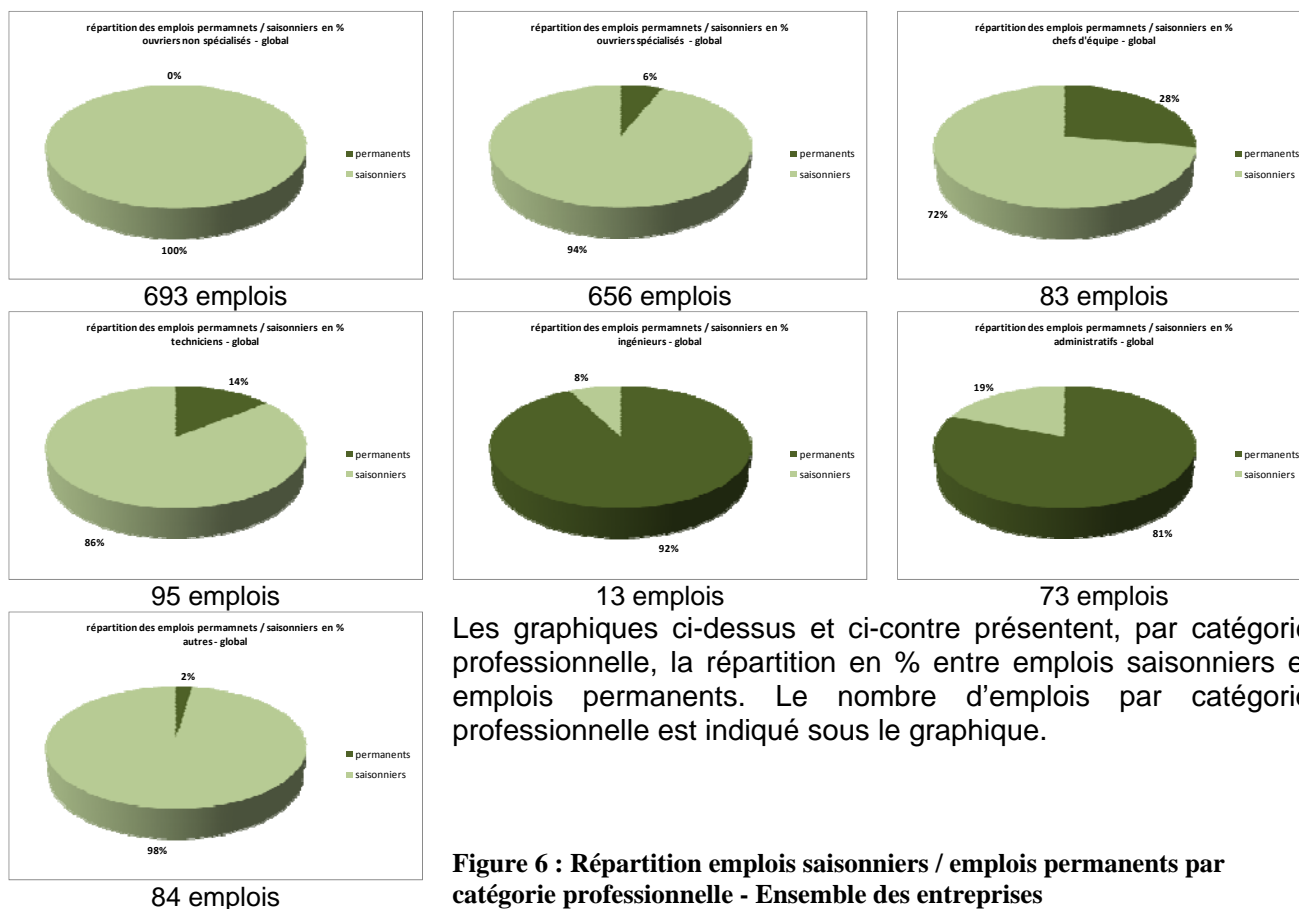 répartition des emplois permamnets / saisonniers en %
ouvriers non spécialisés - global
0%
permanents
saisonniers
100%
693 emplois
répartition des emplois permamnets / saisonniers en %
ouvriers spécialisés - global
6%
permanents
saisonniers
94%
656 emplois
répartition des emplois permamnets / saisonniers en %
chefs d'équipe - global
28%
permanents
saisonniers
72%
83 emplois
répartition des emplois permamnets / saisonniers en %
techniciens - global
14%
permanents
saisonniers
86%
95 emplois
répartition des emplois permamnets / saisonniers en %
ingénieurs - global
8%
permanents
saisonniers
92%
13 emplois
répartition des emplois permamnets / saisonniers en %
administratifs - global
19%
permanents
saisonniers
81%
73 emplois
répartition des emplois permamnets / saisonniers en %
autres - global
2%
permanents
saisonniers
98%
84 emplois
Les graphiques ci-dessus et ci-contre présentent, par catégorie
professionnelle, la répartition en % entre emplois saisonniers e
emplois permanents. Le nombre d'emplois par catégorie
professionnelle est indiqué sous le graphique.
Figure 6 : Répartition emplois saisonniers / emplois permanents par
catégorie professionnelle - Ensemble des entreprises